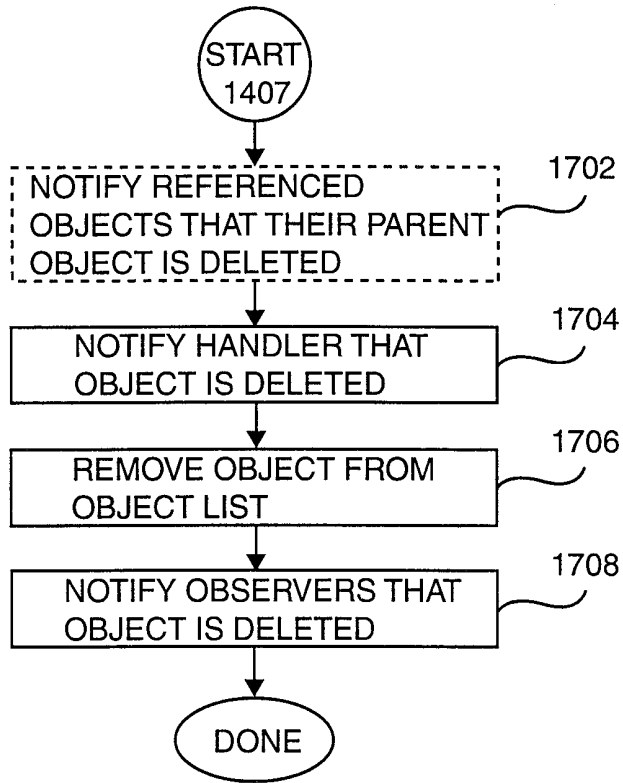 START
1407
NOTIFY REFERENCED
OBJECTS THAT THEIR PARENT
OBJECT IS DELETED
1702
NOTIFY HANDLER THAT
OBJECT IS DELETED
1704
REMOVE OBJECT FROM
OBJECT LIST
1706
NOTIFY OBSERVERS THAT
OBJECT IS DELETED
1708
DONE